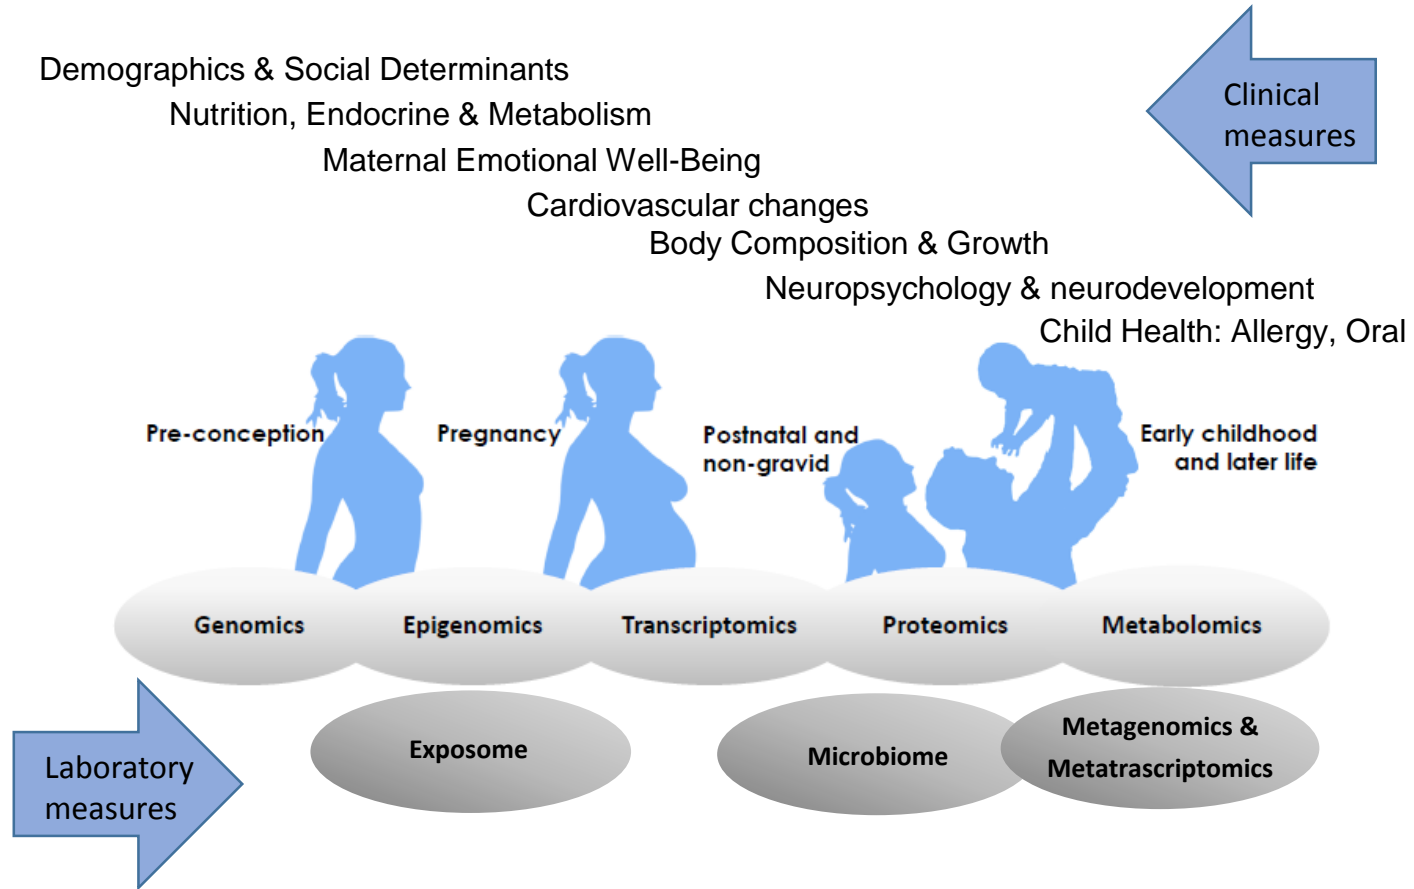 Demographics & Social Determinants
Nutrition, Endocrine & Metabolism
Maternal Emotional Well-Being
Cardiovascular changes
Body Composition & Growth
Neuropsychology & neurodevelopment
Child Health: Allergy, Oral
Clinical
measures
Pre-conception
Pregnancy
Postnatal and
non-gravid
Early childhood
and later life
Genomics
Epigenomics
Transcriptomics
Proteomics
Metabolomics
Laboratory
measures
Exposome
Microbiome
Metagenomics &
Metatrascriptomics